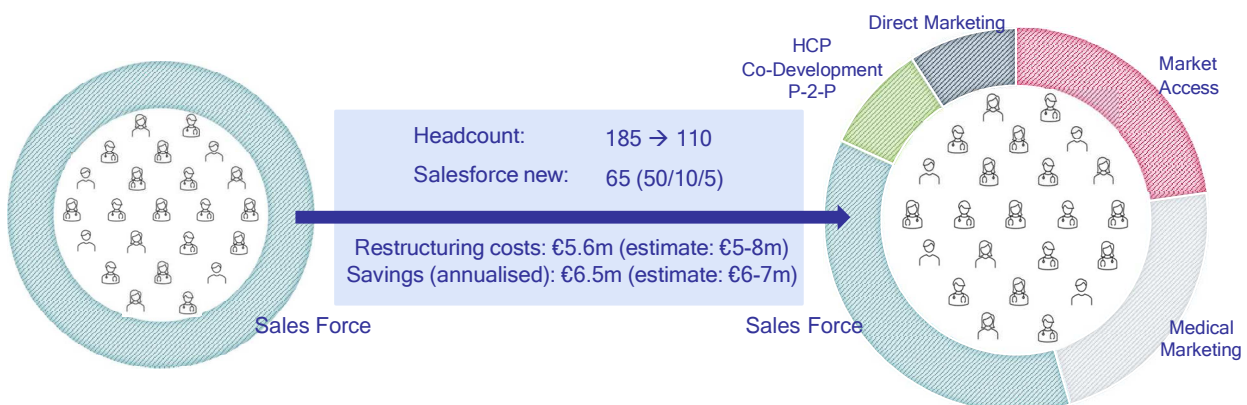 Direct Marketing
HCP
Co-Development
P-2-P
Market
Access
Headcount: 185 → 110
Salesforce new: 65 (50/10/5)
Restructuring costs: €5.6m (estimate: €5-8m)
Savings (annualised): €6.5m (estimate: €6-7m)
Sales Force
Sales Force
Medical
Marketing